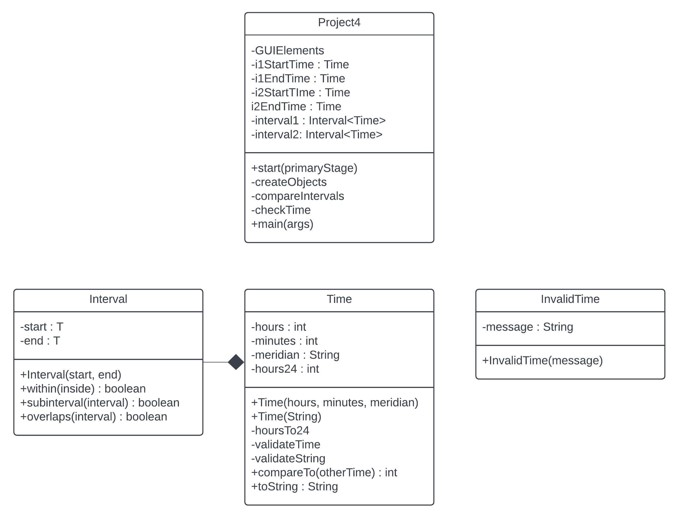 Project4
-GUIElements
-i1StartTime : Time
-i1EndTime : Time
-i2StartTIme : Time
i2EndTime : Time
-interval1 : Interval<Time>
-interval2: Interval<Time>
+start(primaryStage)
-createObjects
-compareIntervals
-checkTime
+main(args)
Interval
-start : T
-end : T
+Interval(start, end)
+within(inside) : boolean
+subinterval(interval) : boolean
+overlaps(interval) : boolean
Time
-hours : int
-minutes : int
-meridian : String
-hours24 : int
+Time(hours, minutes, meridian)
+Time(String)
-hoursTo24
-validateTime
-validateString
+compareTo(otherTime) : int
+toString : String
InvalidTime
-message : String
+InvalidTime(message)